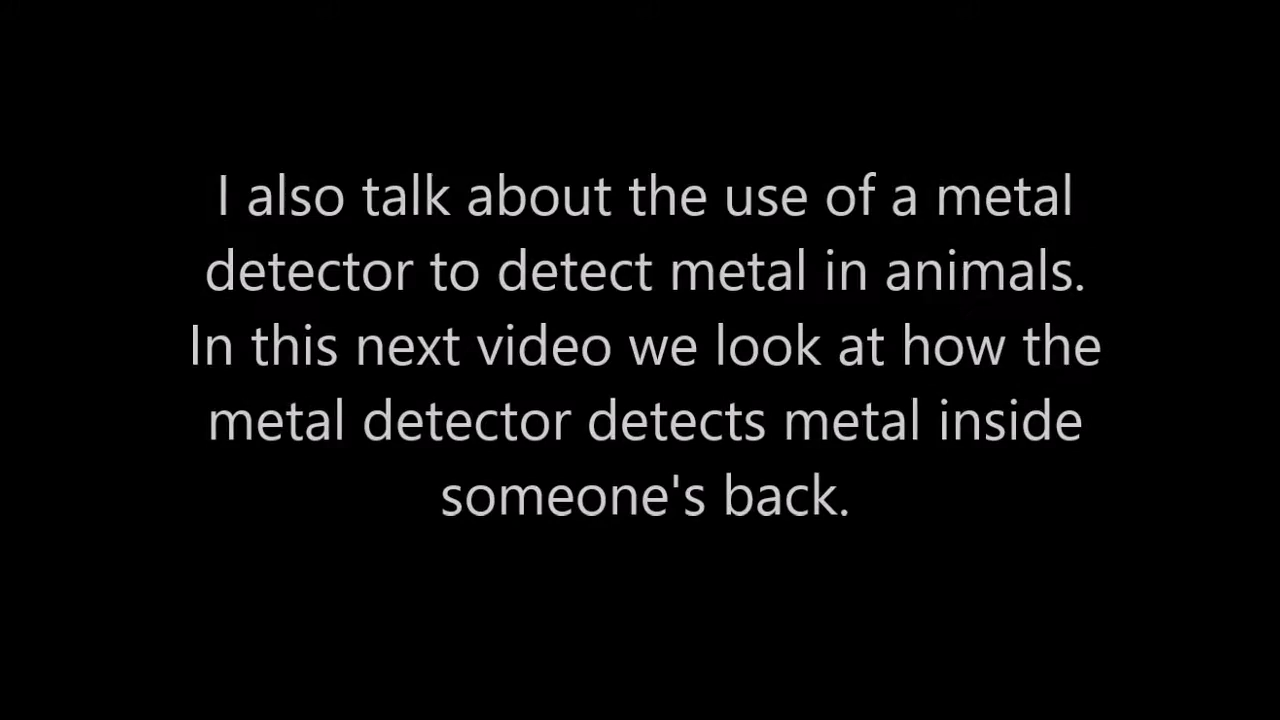 I also talk about the use of a metal
detector to detect metal in animals.
In this next video we look at how the
metal detector detects metal inside
someone's back.